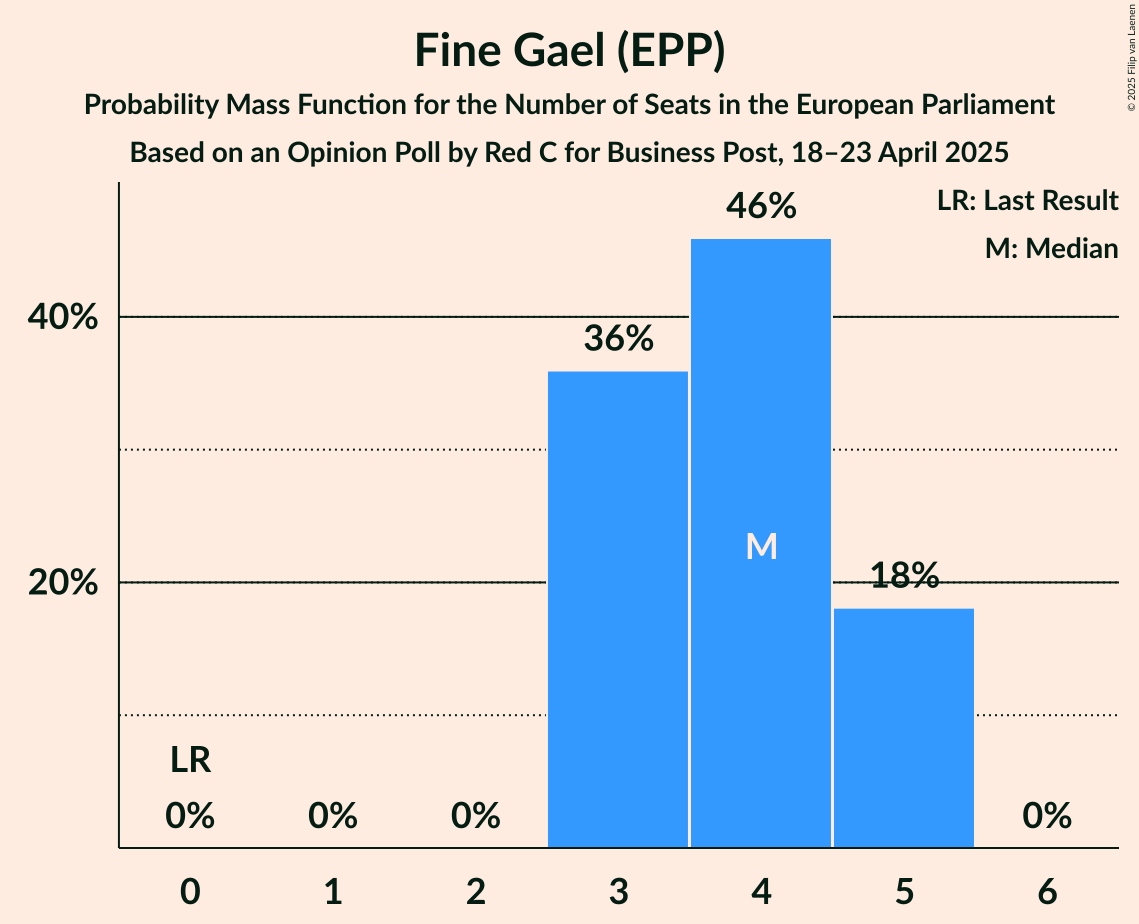 Fine Gael (EPP)
Probability Mass Function for the Number of Seats in the European Parliament
Based on an Opinion Poll by Red C for Business Post, 18–23 April 2025
© 2025 Filip van Laenen
LR: Last Result
M: Median
46%
40%
36%
M
20%
18%
LR
0%
0%
0%
0%
0
1
2
3
4
5
6